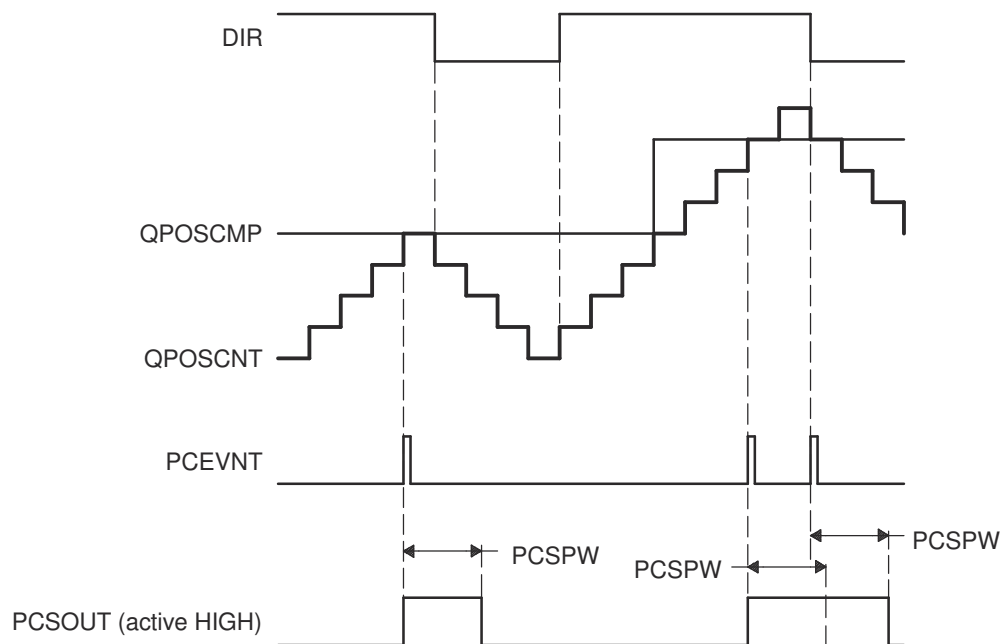 DIR
QPOSCMP
QPOSCNT
PCEVNT
PCSPW
PCSPW
PCSPW
PCSOUT (active HIGH)